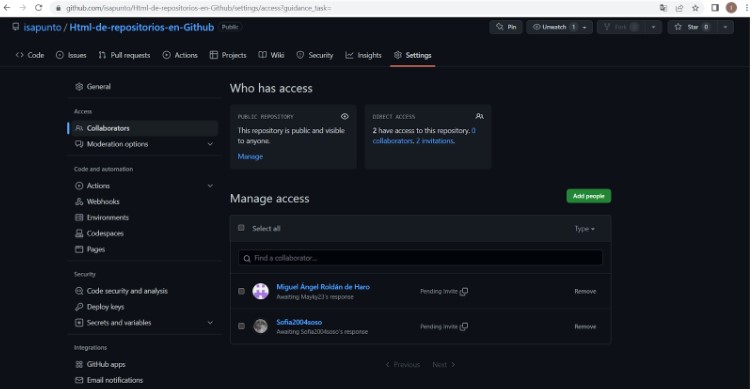 github.com/isapunto/Html-de-repositorios-en-Github/settings/access?guidance_task=
isapunto / Html-de-repositorios-en-Github Public
Pin
Unwatch 1
Fork 0
Star 0
Code
Issues
Pull requests
Actions
Projects
Wiki
Security
Insights
Settings
General
Access
Collaborators
Moderation options
Code and automation
Actions
Webhooks
Environments
Codespaces
Pages
Security
Code security and analysis
Deploy keys
Secrets and variables
Integrations
GitHub apps
Email notifications
Who has access
PUBLIC REPOSITORY
This repository is public and visible
to anyone.
Manage
DIRECT ACCESS
2 have access to this repository. 0
collaborators. 2 invitations.
Manage access
Add people
Select all
Type
Find a collaborator...
Miguel Ángel Roldán de Haro
Pending Invite
Remove
Sofia2004soso
Awaiting Sofia2004soso's response
Pending Invite
Remove
Previous
Next